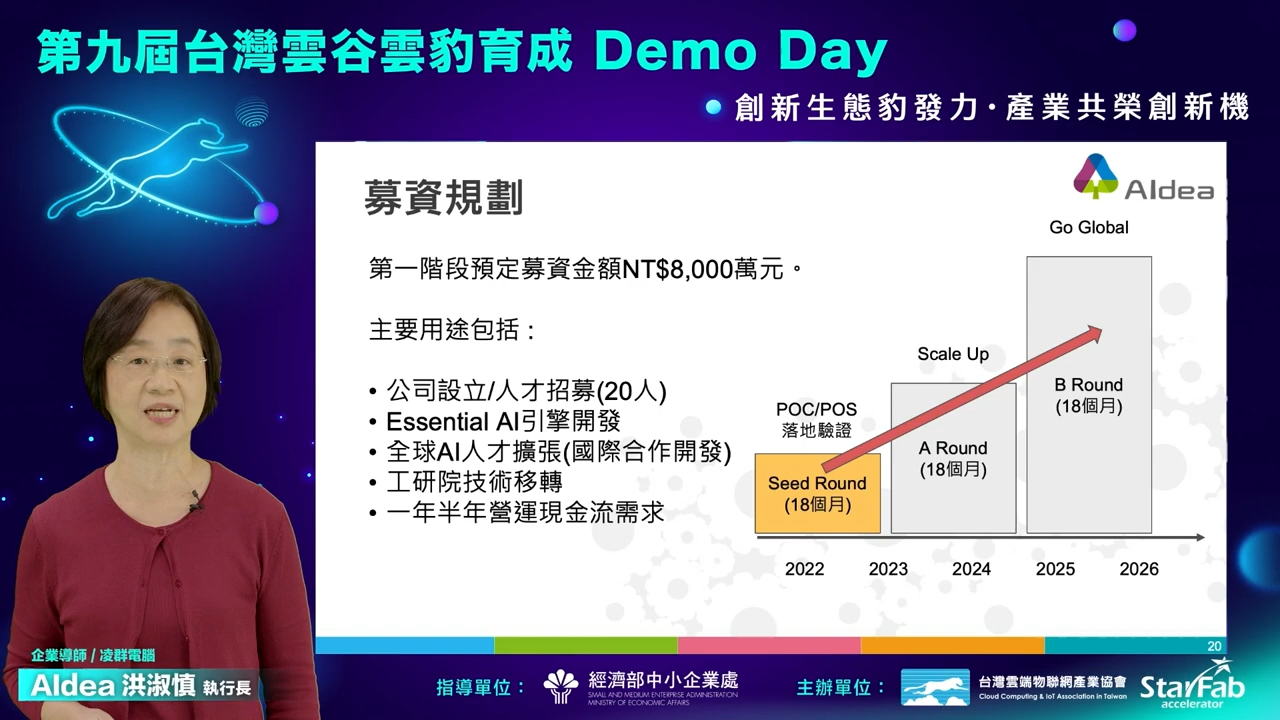 第九屆台灣雲谷雲豹育成 Demo Day
創新生態豹發力・產業共榮創新機
AIdea
募資規劃
第一階段預定募資金額NT$8,000萬元。
主要用途包括：
• 公司設立/人才招募(20人)
• Essential AI引擎開發
• 全球AI人才擴張(國際合作開發)
• 工研院技術移轉
• 一年半年營運現金流需求
Go Global
Scale Up
POC/POS
落地驗證
Seed Round
(18個月)
A Round
(18個月)
B Round
(18個月)
2022 2023 2024 2025 2026
20
企業導師 / 凌群電腦
AIdea 洪淑慎 執行長
指導單位：
經濟部中小企業處
SMALL AND MEDIUM ENTERPRISE ADMINISTRATION
MINISTRY OF ECONOMIC AFFAIRS
主辦單位：
台灣雲端物聯網產業協會
Cloud Computing & IoT Association in Taiwan
StarFab
accelerator